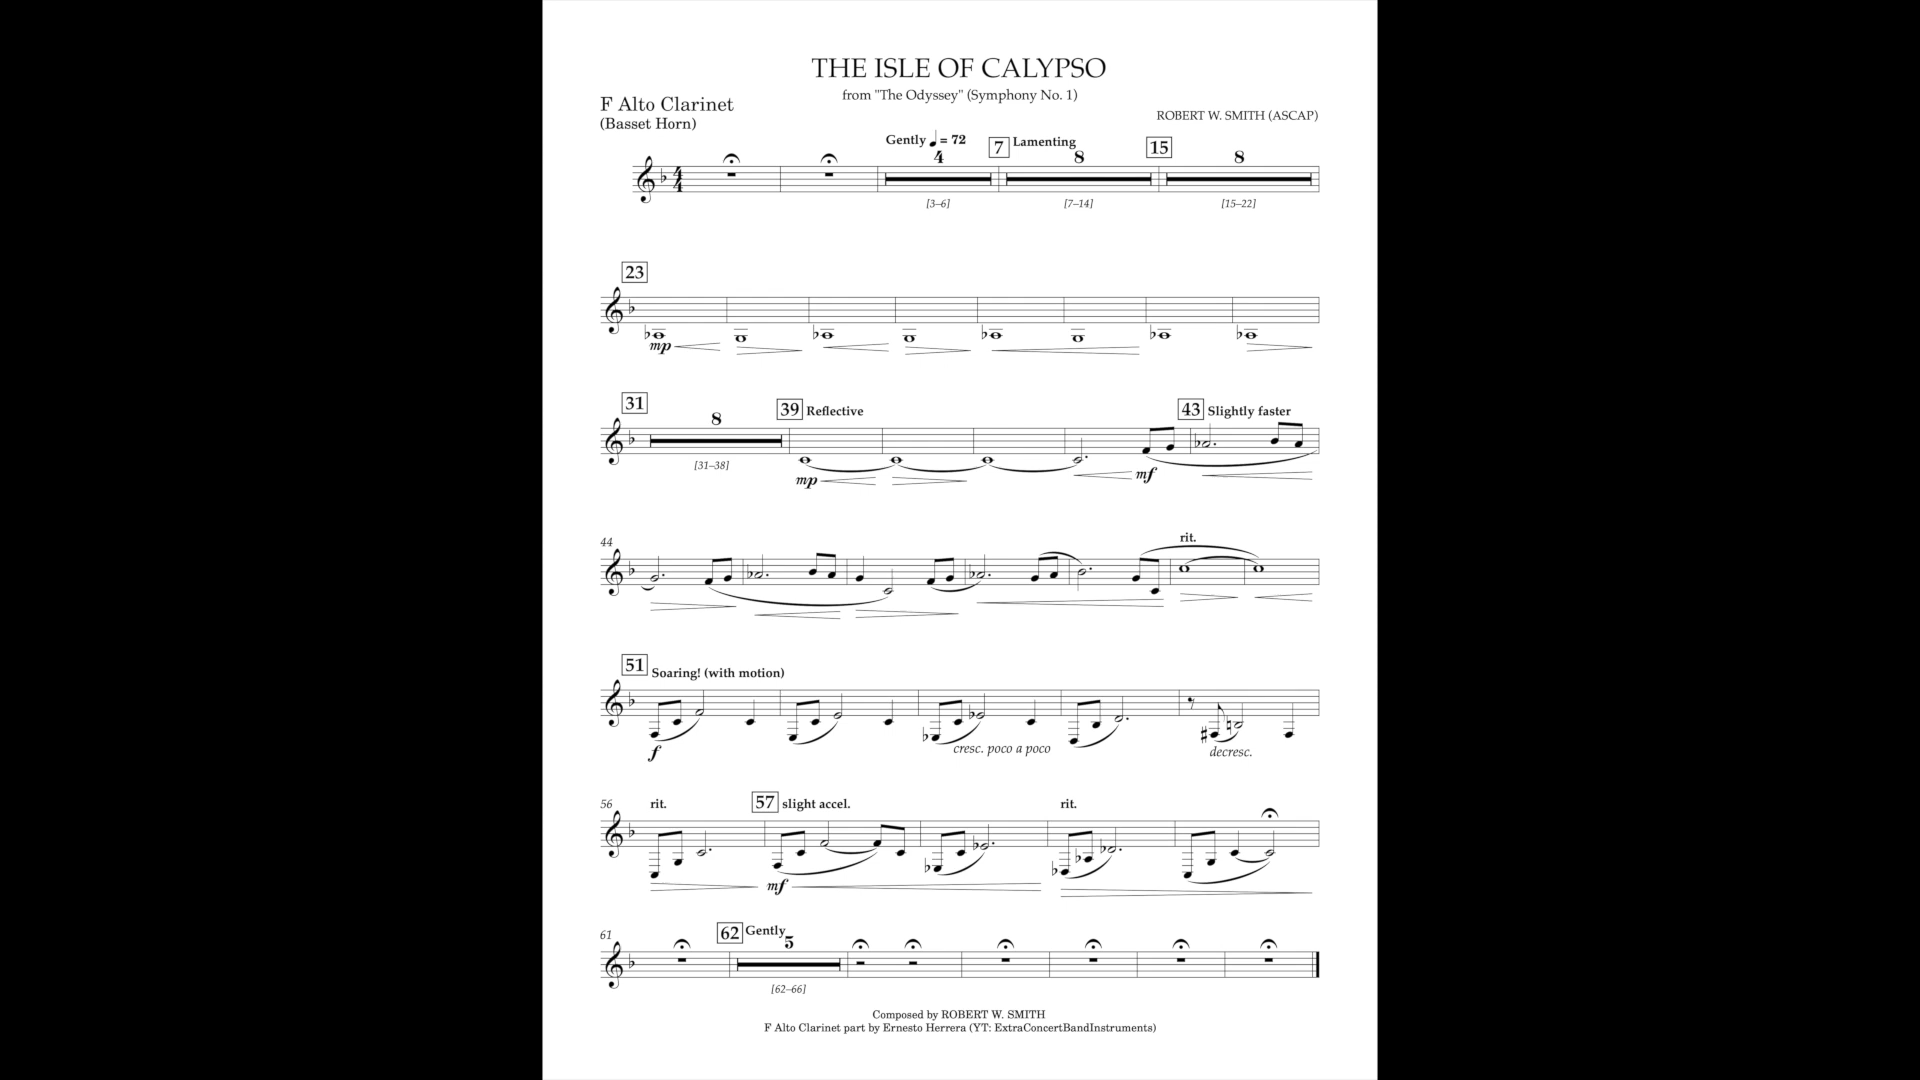 THE ISLE OF CALYPSO
from "The Odyssey" (Symphony No. 1)
F Alto Clarinet
(Basset Horn)
ROBERT W. SMITH (ASCAP)
Gently ♩ = 72
7 Lamenting
15
4 8 8
[3–6] [7–14] [15–22]
23
mp
31
8
39 Reflective
43 Slightly faster
[31–38]
mp mf
44
rit.
51 Soaring! (with motion)
f cresc. poco a poco decresc.
56 rit. 57 slight accel. rit.
mf
61 62 Gently 5
[62–66]
Composed by ROBERT W. SMITH
F Alto Clarinet part by Ernesto Herrera (YT: ExtraConcertBandInstruments)